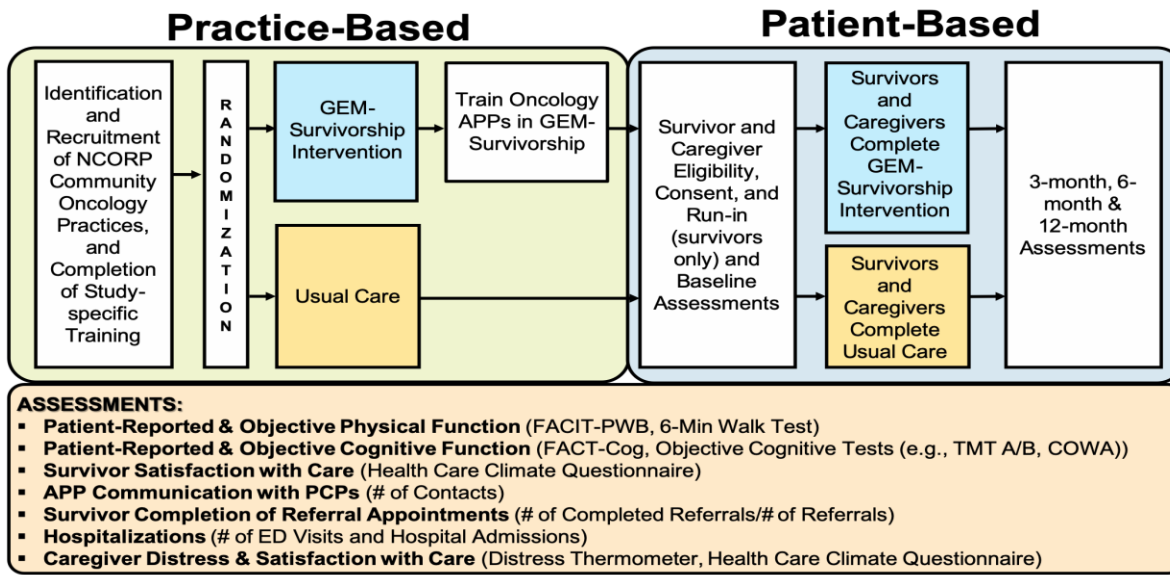 Practice-Based
Patient-Based
Identification
and
Recruitment
of NCORP
Community
Oncology
Practices,
and
Completion
of Study-
specific
Training
RANDOMIZATION
GEM-
Survivorship
Intervention
Train Oncology
APPs in GEM-
Survivorship
Usual Care
Survivor and
Caregiver
Eligibility,
Consent, and
Run-in
(survivors
only) and
Baseline
Assessments
Survivors
and
Caregivers
Complete
GEM-
Survivorship
Intervention
Survivors
and
Caregivers
Complete
Usual Care
3-month, 6-
month &
12-month
Assessments
ASSESSMENTS:
▪ Patient-Reported & Objective Physical Function (FACIT-PWB, 6-Min Walk Test)
▪ Patient-Reported & Objective Cognitive Function (FACT-Cog, Objective Cognitive Tests (e.g., TMT A/B, COWA))
▪ Survivor Satisfaction with Care (Health Care Climate Questionnaire)
▪ APP Communication with PCPs (# of Contacts)
▪ Survivor Completion of Referral Appointments (# of Completed Referrals/# of Referrals)
▪ Hospitalizations (# of ED Visits and Hospital Admissions)
▪ Caregiver Distress & Satisfaction with Care (Distress Thermometer, Health Care Climate Questionnaire)